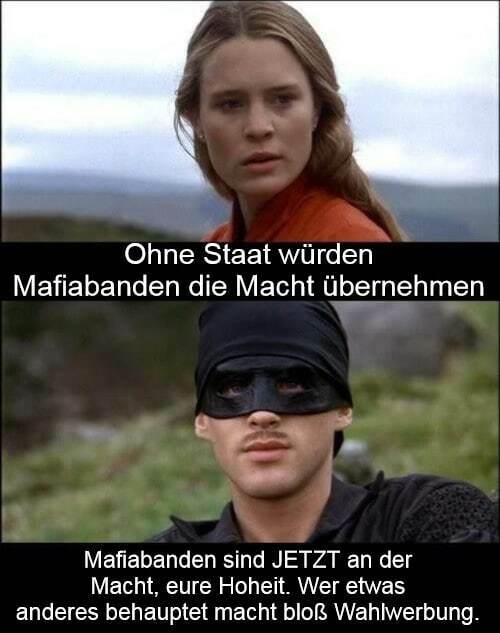 Ohne Staat würden
Mafiabanden die Macht übernehmen
Mafiabanden sind JETZT an der
Macht, eure Hoheit. Wer etwas
anderes behauptet macht bloß Wahlwerbung.